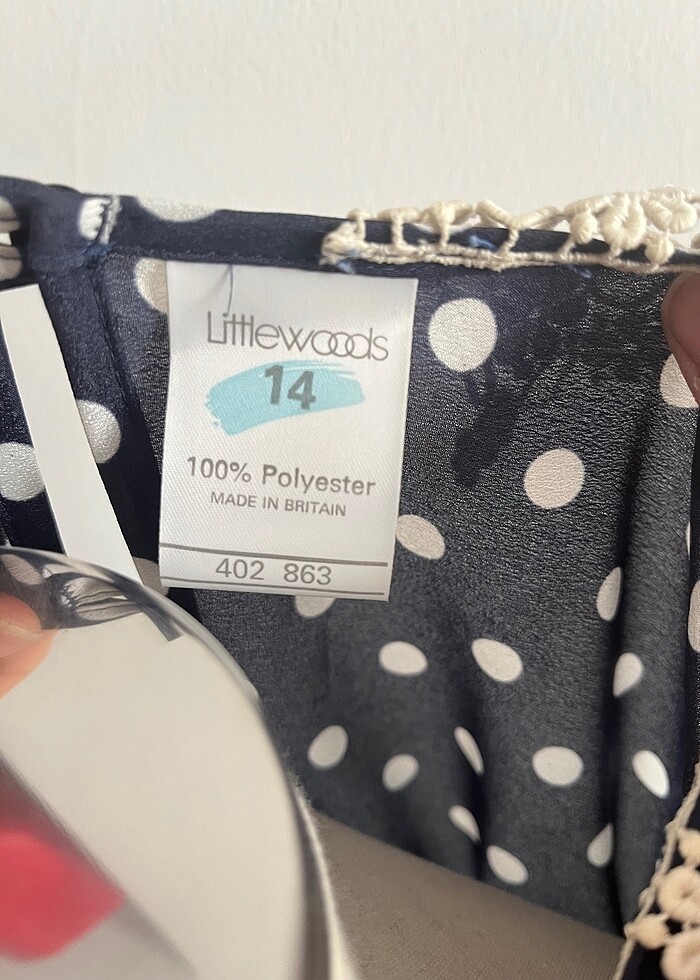 Littlewoods
14
100% Polyester
MADE IN BRITAIN
402 863